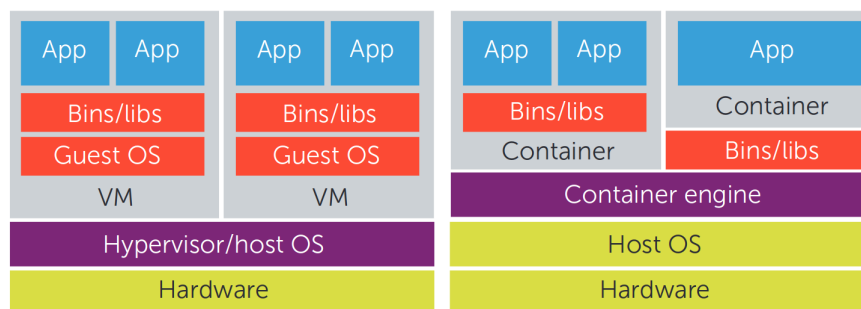 App App
Bins/libs
Guest OS
VM
App App
Bins/libs
Guest OS
VM
Hypervisor/host OS
Hardware
App App
Bins/libs
Container
App
Container
Bins/libs
Container engine
Host OS
Hardware